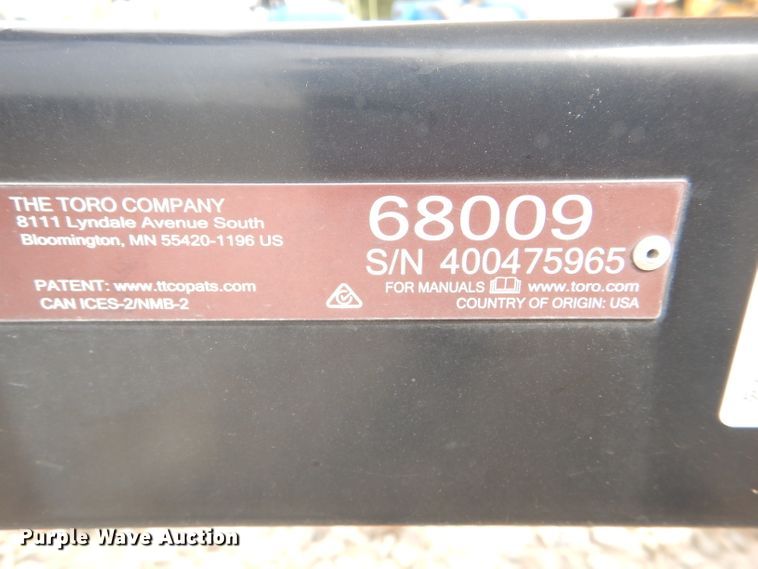 THE TORO COMPANY
8111 Lyndale Avenue South
Bloomington, MN 55420-1196 US
PATENT: www.ttcopats.com
CAN ICES-2/NMB-2
68009
S/N 400475965
FOR MANUALS www.toro.com
COUNTRY OF ORIGIN: USA
Purple Wave Auction